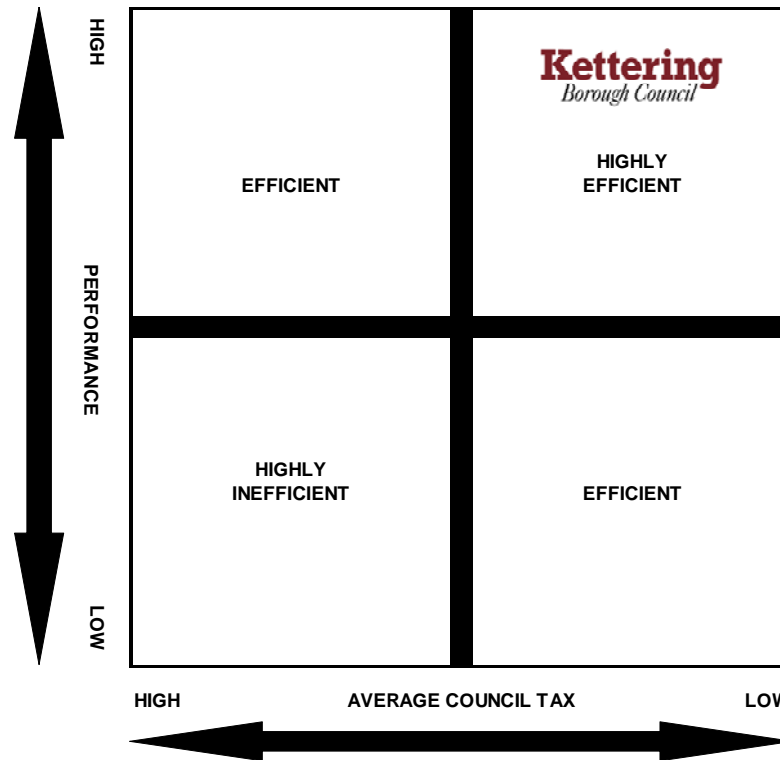 HIGH
Kettering
Borough Council
HIGHLY
EFFICIENT
EFFICIENT
PERFORMANCE
HIGHLY
INEFFICIENT
EFFICIENT
LOW
HIGH
AVERAGE COUNCIL TAX
LOW